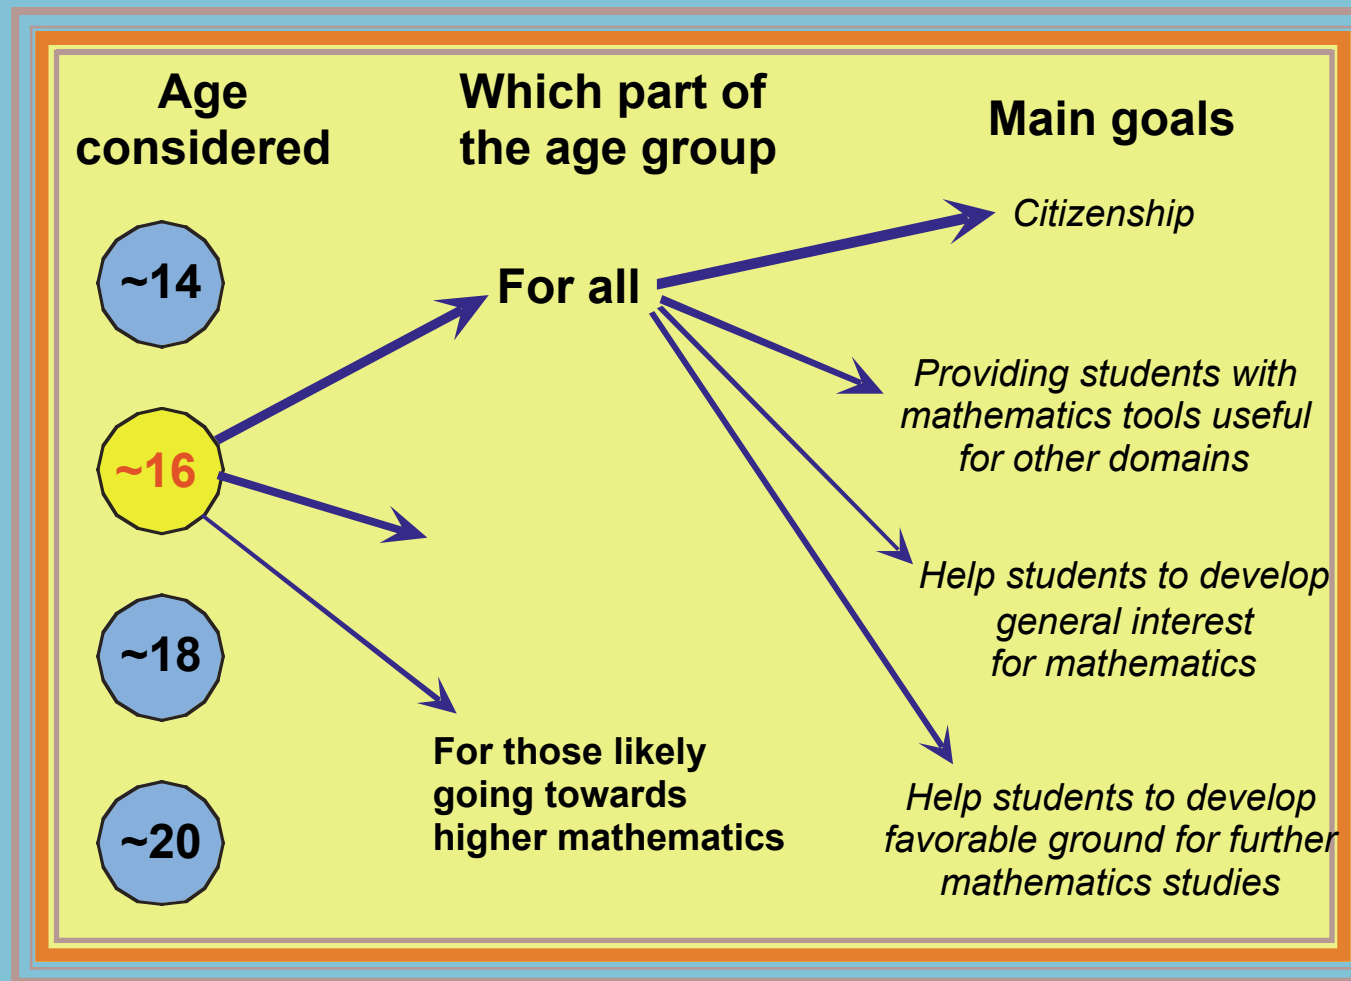 Age
considered
Which part of
the age group
Main goals
~14
~16
~18
~20
For all
For those likely
going towards
higher mathematics
Citizenship
Providing students with
mathematics tools useful
for other domains
Help students to develop
general interest
for mathematics
Help students to develop
favorable ground for further
mathematics studies